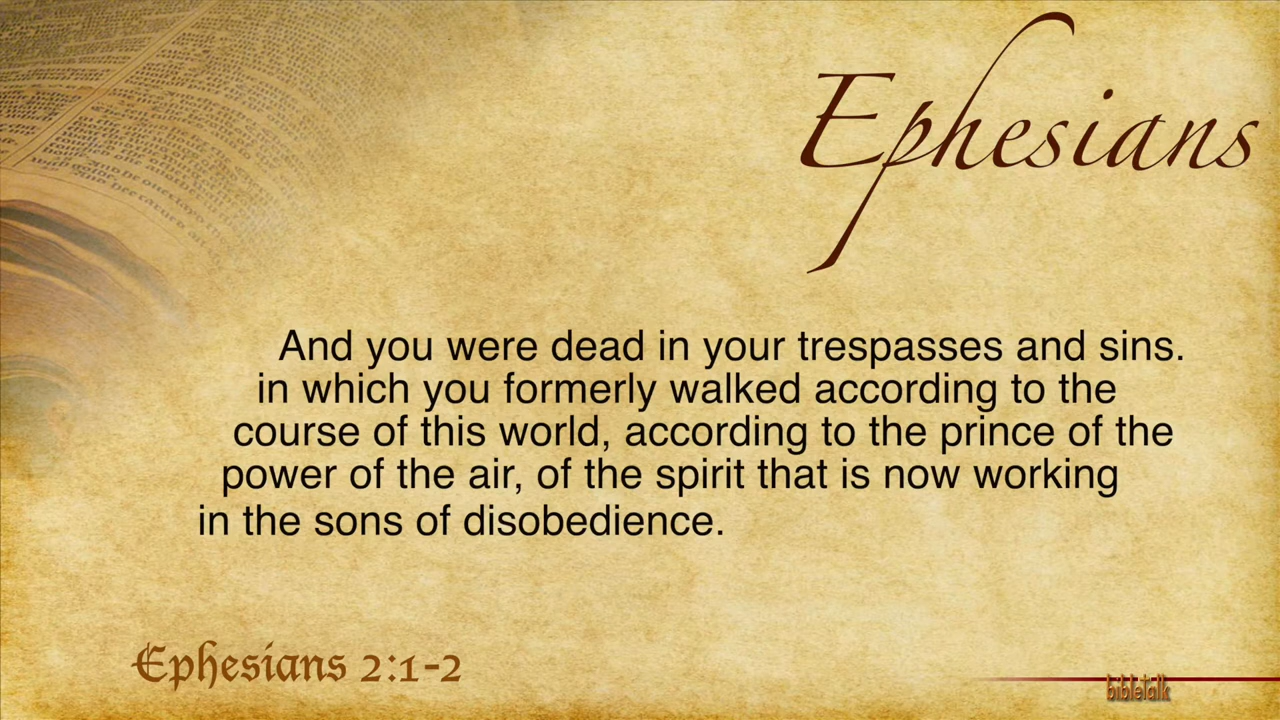 Ephesians
And you were dead in your trespasses and sins.
in which you formerly walked according to the
course of this world, according to the prince of the
power of the air, of the spirit that is now working
in the sons of disobedience.
Ephesians 2:1-2
bibletalk